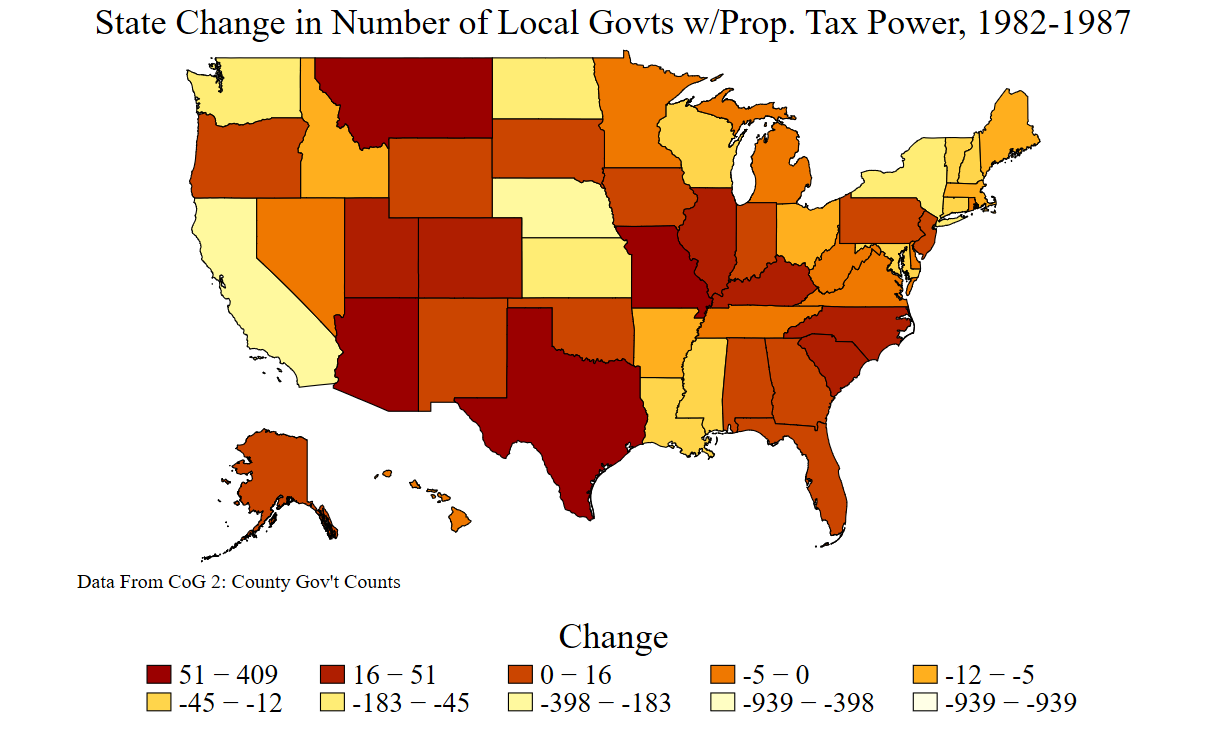 State Change in Number of Local Govts w/Prop. Tax Power, 1982-1987
Data From CoG 2: County Gov't Counts
Change
51 − 409 16 − 51 0 − 16 -5 − 0 -12 − -5
-45 − -12 -183 − -45 -398 − -183 -939 − -398 -939 − -939